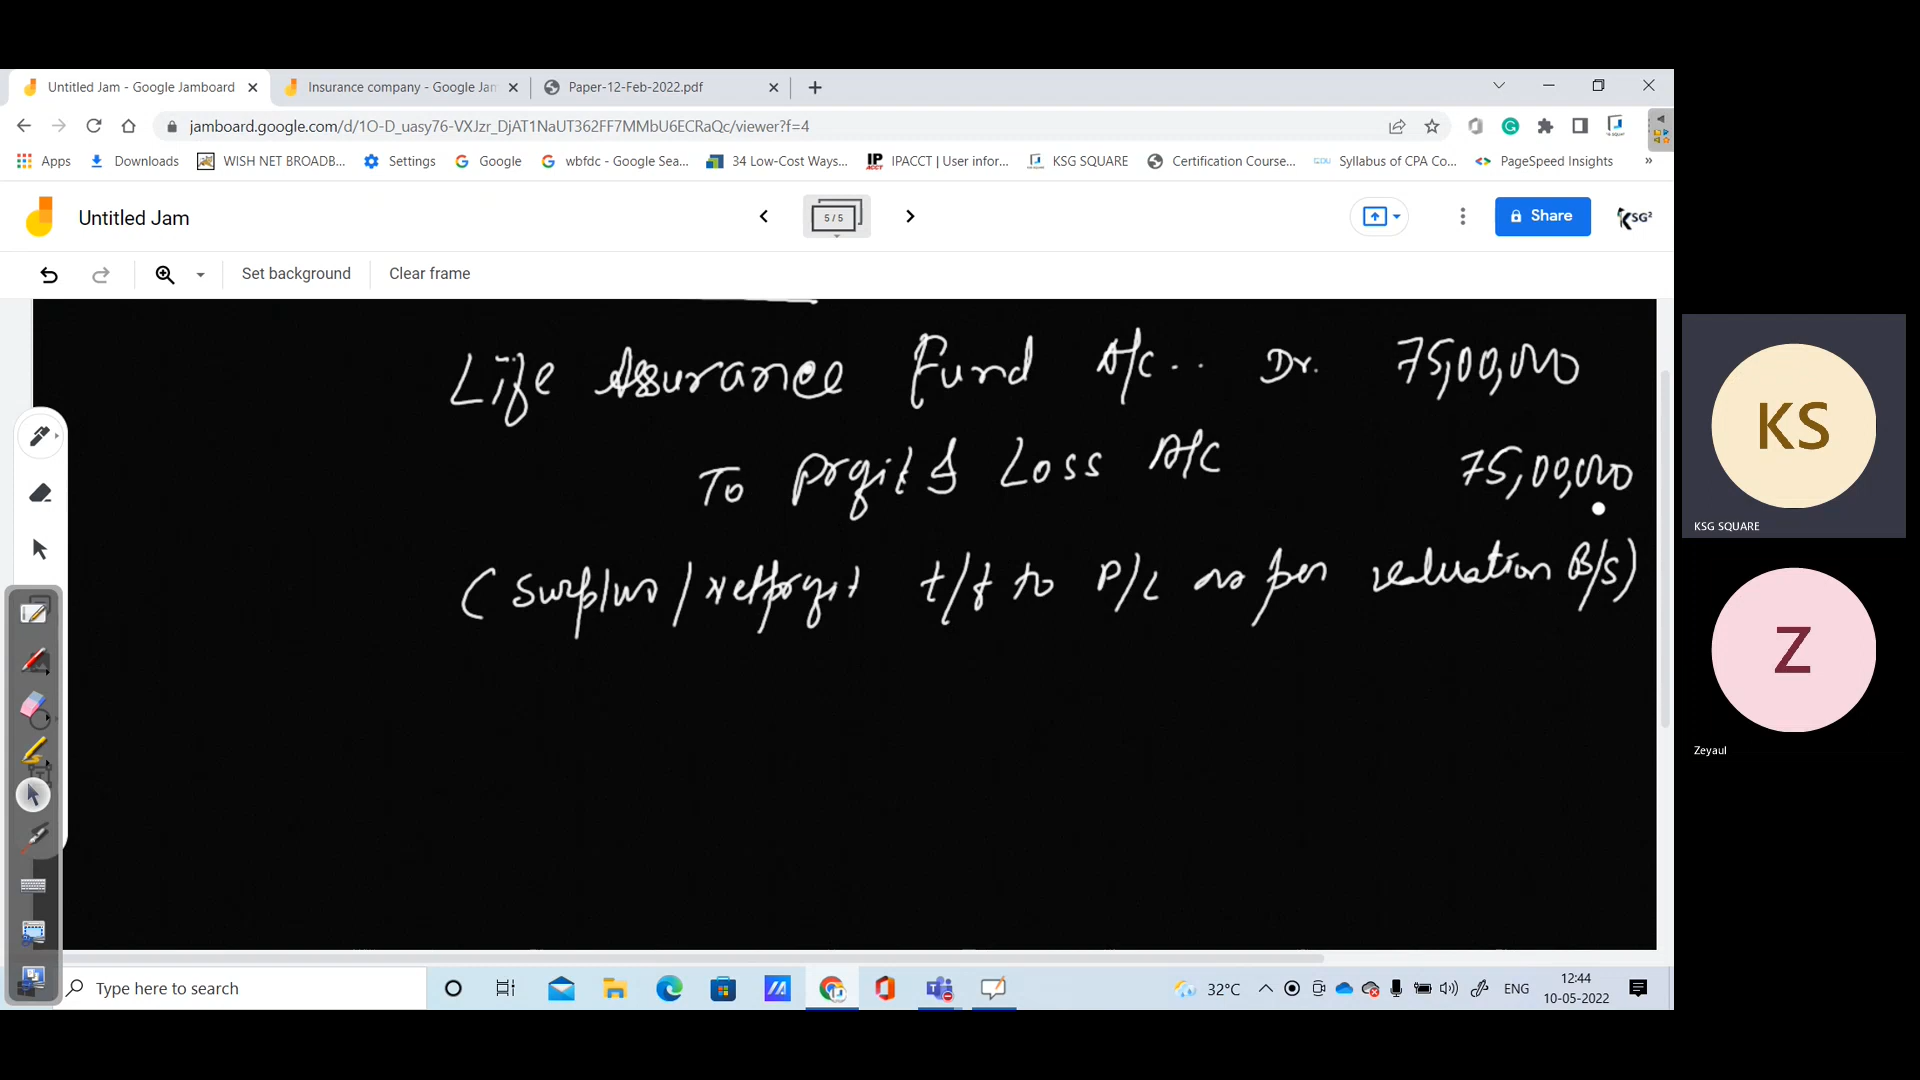 Untitled Jam - Google Jamboard
Insurance company - Google Jan
Paper-12-Feb-2022.pdf
jamboard.google.com/d/1O-D_uasy76-VXJzr_DjAT1NaUT362FF7MMbU6ECRaQc/viewer?f=4
Apps Downloads WISH NET BROADB... Settings Google wbfdc - Google Sea... 34 Low-Cost Ways... IPACCT | User infor... KSG SQUARE Certification Course... Syllabus of CPA Co... PageSpeed Insights »
Untitled Jam
5 / 5
Share
KSG²
Set background Clear frame
Life Assurance Fund A/C .. Dr. 75,00,000
To Profit & Loss A/C 75,00,000
(Surplus/netprofit t/f to P/L as per valuation B/S)
KS
KSG SQUARE
Z
Zeyaul
Type here to search
32°C
ENG
12:44
10-05-2022